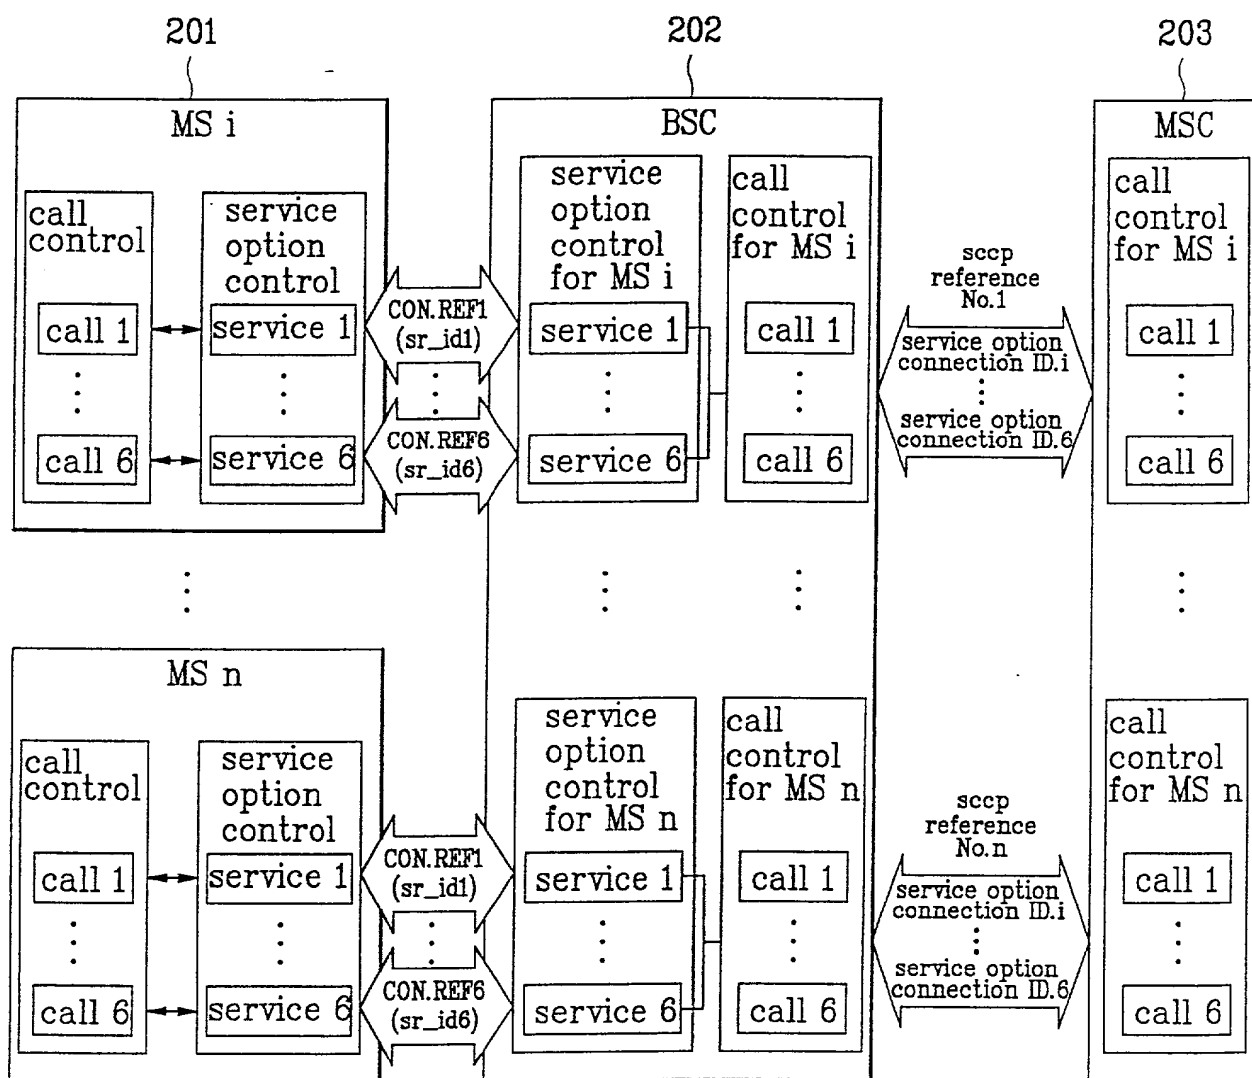 201
202
203
MS i
call
control
call 1
call 6
service
option
control
service 1
service 6
CON.REF1
(sr_id1)
CON.REF6
(sr_id6)
BSC
service
option
control
for MS i
service 1
service 6
call
control
for MS i
call 1
call 6
sccp
reference
No.1
service option
connection ID.i
service option
connection ID.6
MSC
call
control
for MS i
call 1
call 6
MS n
call
control
call 1
call 6
service
option
control
service 1
service 6
CON.REF1
(sr_id1)
CON.REF6
(sr_id6)
service
option
control
for MS n
service 1
service 6
call
control
for MS n
call 1
call 6
sccp
reference
No.n
service option
connection ID.i
service option
connection ID.6
call
control
for MS n
call 1
call 6